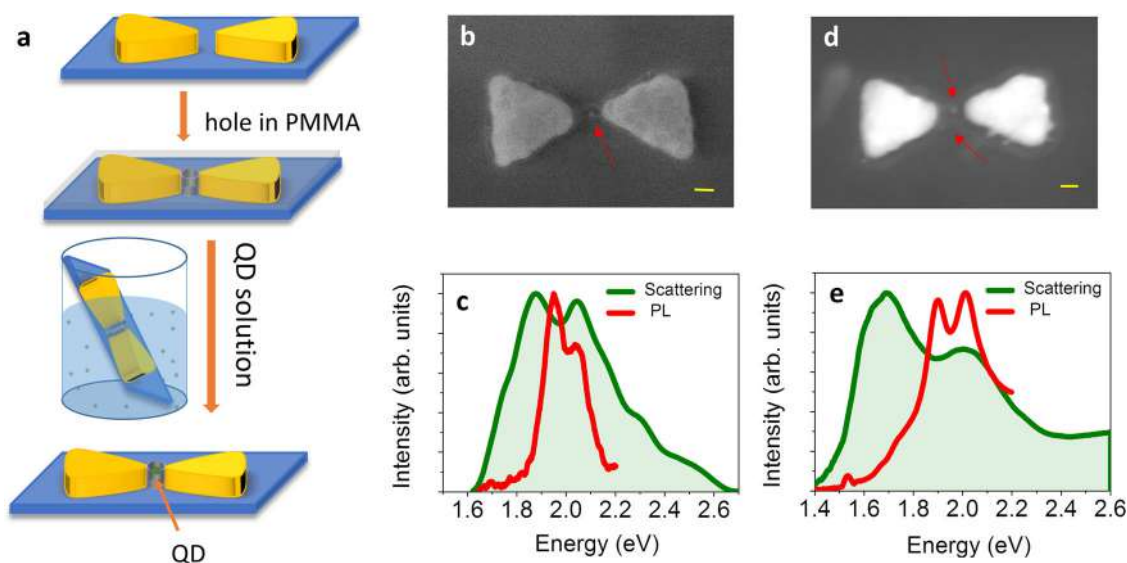 a
hole in PMMA
QD solution
QD
b
d
c
Scattering
PL
Intensity (arb. units)
1.6 1.8 2.0 2.2 2.4 2.6
Energy (eV)
e
Scattering
PL
Intensity (arb. units)
1.4 1.6 1.8 2.0 2.2 2.4 2.6
Energy (eV)